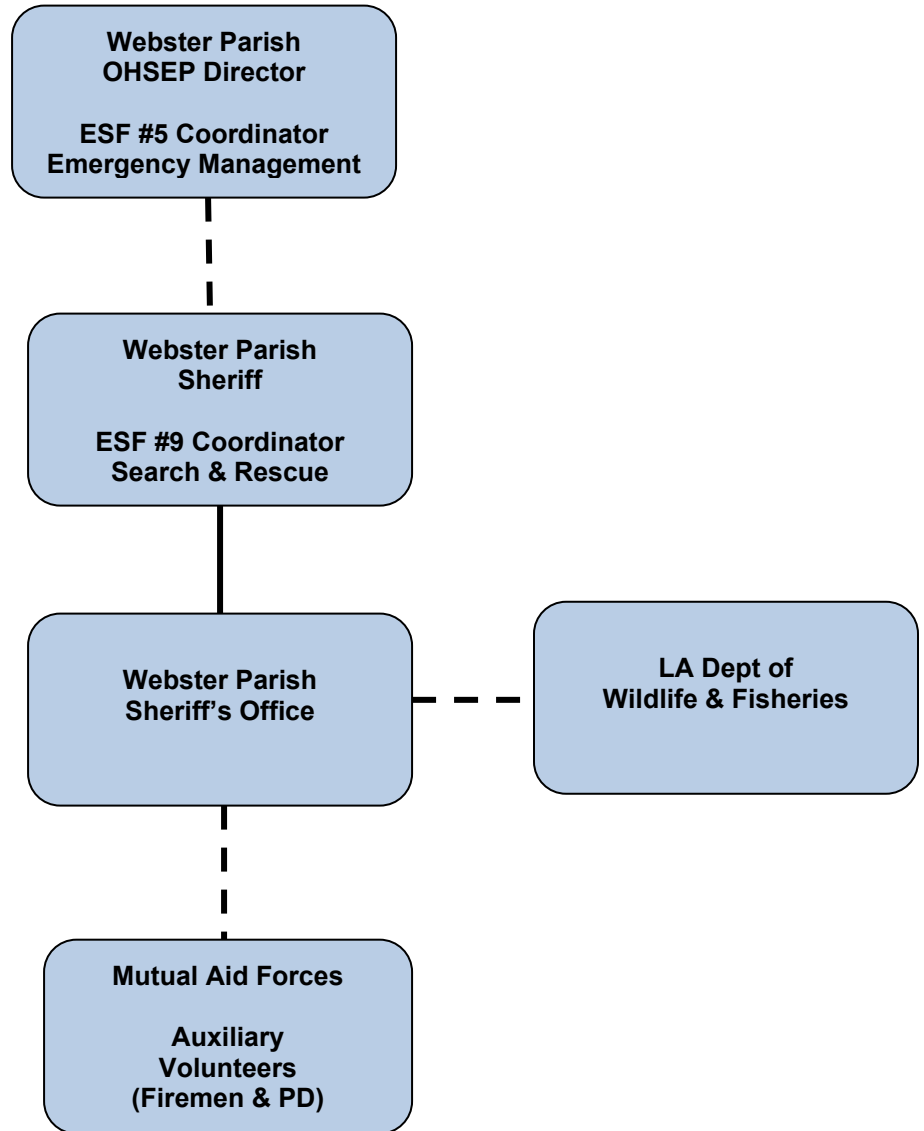 Webster Parish
OHSEP Director
ESF #5 Coordinator
Emergency Management
Webster Parish
Sheriff
ESF #9 Coordinator
Search & Rescue
Webster Parish
Sheriff’s Office
LA Dept of
Wildlife & Fisheries
Mutual Aid Forces
Auxiliary
Volunteers
(Firemen & PD)